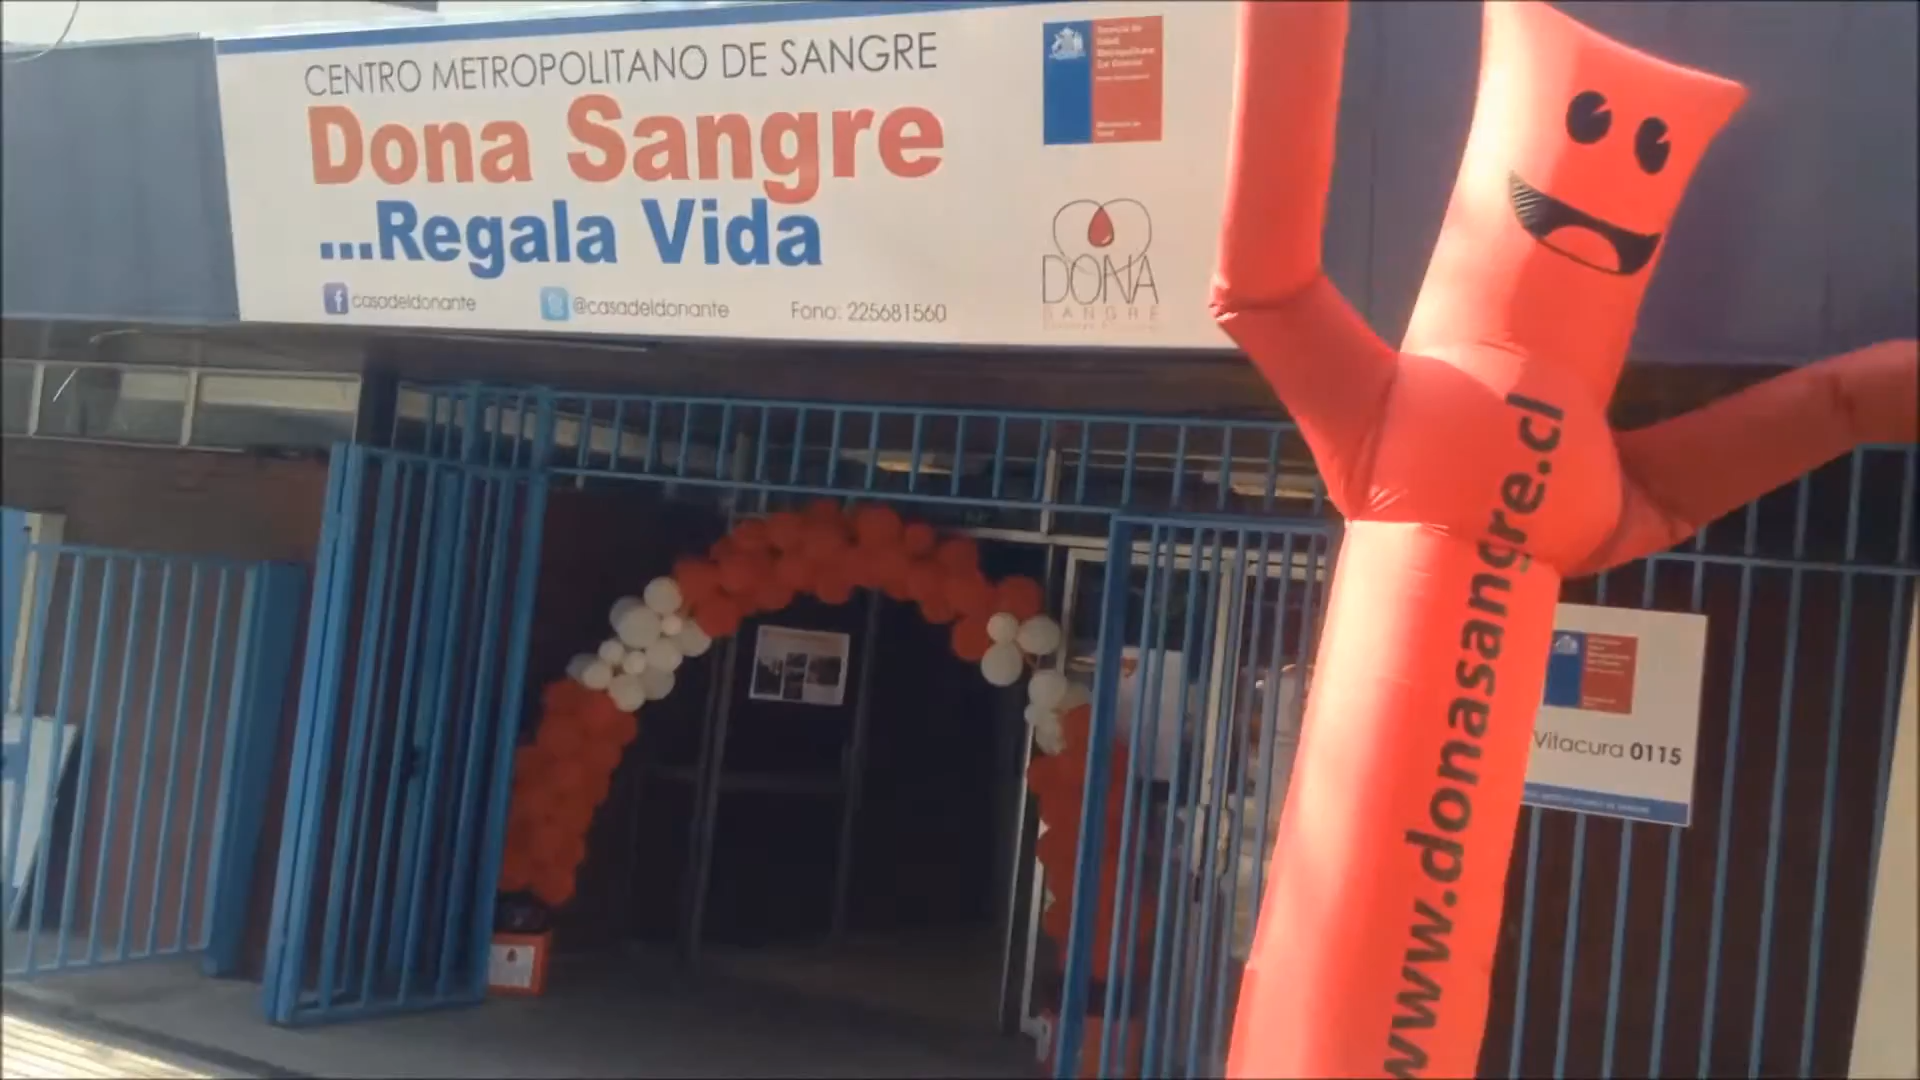 CENTRO METROPOLITANO DE SANGRE
Dona Sangre
...Regala Vida
casadeldonante
@casadeldonante
Fono: 225681560
DONA
SANGRE
www.donasangre.cl
Vitacura 0115